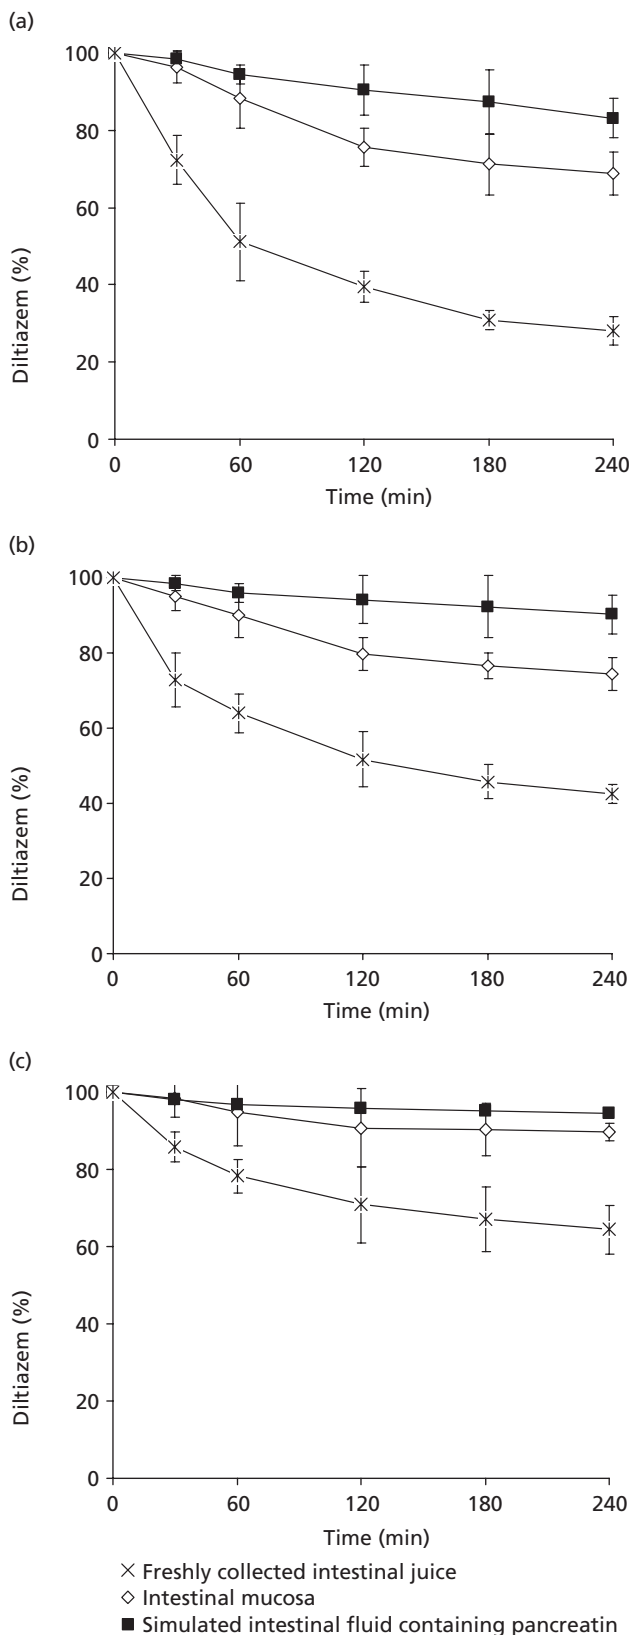 (a)
100
80
60
40
20
0
Diltiazem (%)
0 60 120 180 240
Time (min)
(b)
100
80
60
40
20
0
Diltiazem (%)
0 60 120 180 240
Time (min)
(c)
100
80
60
40
20
0
Diltiazem (%)
0 60 120 180 240
Time (min)
Freshly collected intestinal juice
Intestinal mucosa
Simulated intestinal fluid containing pancreatin